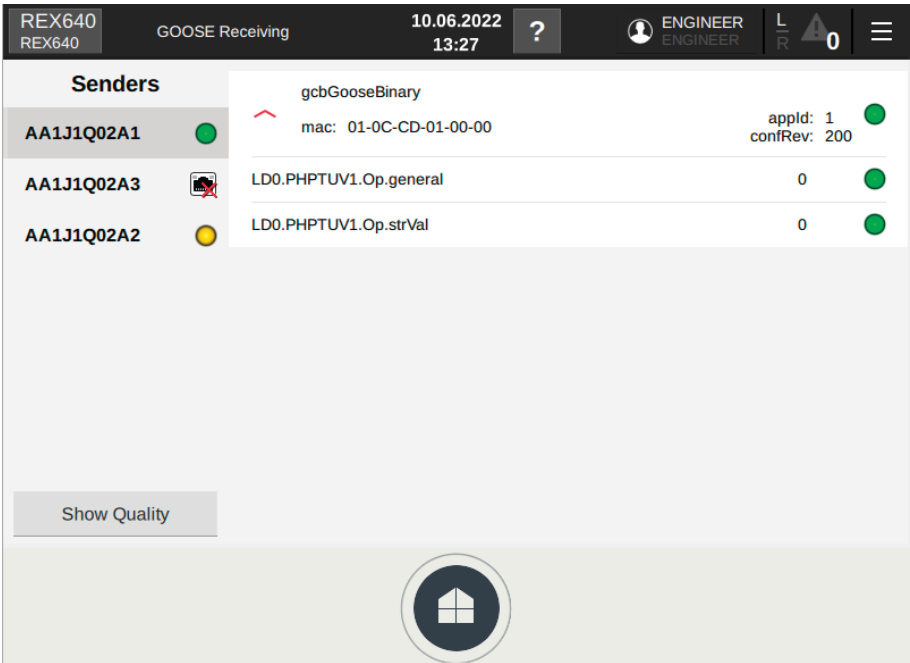 REX640
REX640
GOOSE Receiving
10.06.2022
13:27
?
ENGINEER
ENGINEER
L
R
0
Senders
AA1J1Q02A1
AA1J1Q02A3
AA1J1Q02A2
Show Quality
gcbGooseBinary
mac: 01-0C-CD-01-00-00
appId: 1
confRev: 200
LD0.PHPTUV1.Op.general 0
LD0.PHPTUV1.Op.strVal 0